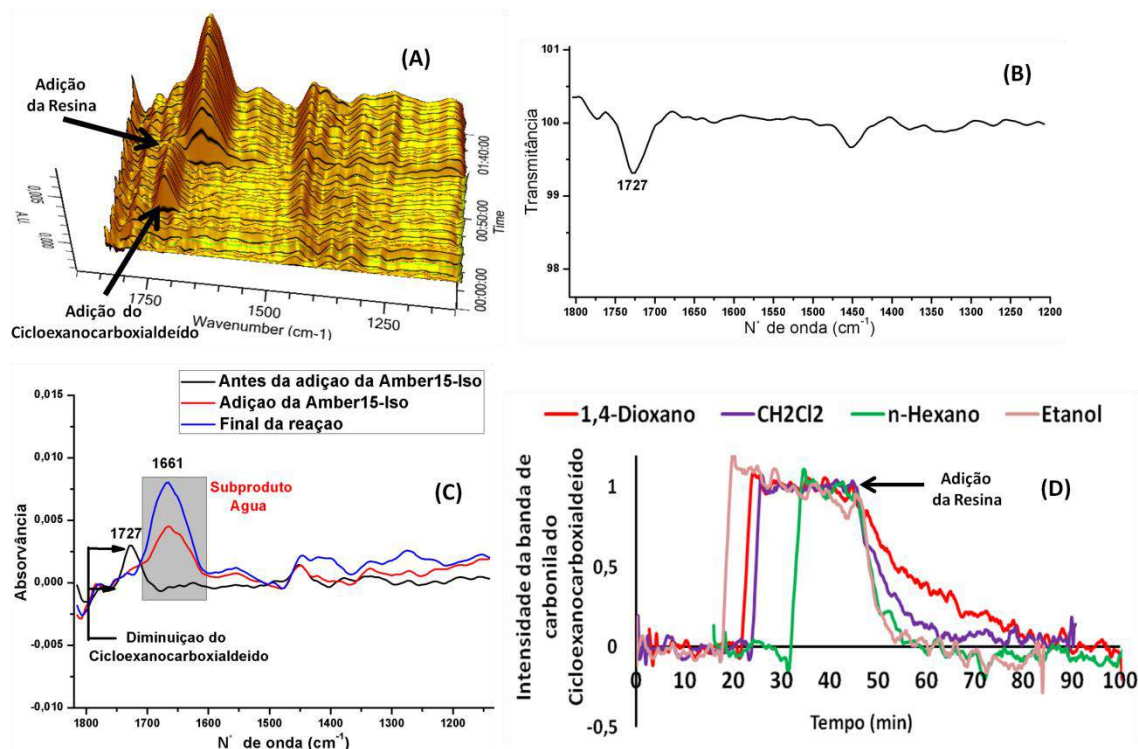 (A)
Adição
da Resina
Adição do
Cicloexanocarboxialdeído
A.U.
0,005
0,000
1750
1500
1250
Wavenumber (cm-1)
00:00:00
00:50:00
01:40:00
Time
(B)
Transmitância
101
100
99
98
1727
1800 1700 1600 1500 1450 1400 1350 1300 1250 1200
N° de onda (cm-1)
Antes da adiçao da Amber15-Iso
Adiçao da Amber15-Iso
Final da reaçao
(C)
Absorvância
0,015
0,010
0,005
0,000
-0,005
-0,010
1661
1727
Subproduto
Agua
Diminuiçao do
Cicloexanocarboxialdeido
1800 1700 1600 1500 1400 1300 1200
N° de onda (cm-1)
1,4-Dioxano CH2Cl2 n-Hexano Etanol
(D)
Adição
da Resina
Intensidade da banda de
carbonila do
Cicloexanocarboxialdeído
1
0,5
0
-0,5
0 10 20 30 40 50 60 70 80 90 100
Tempo (min)